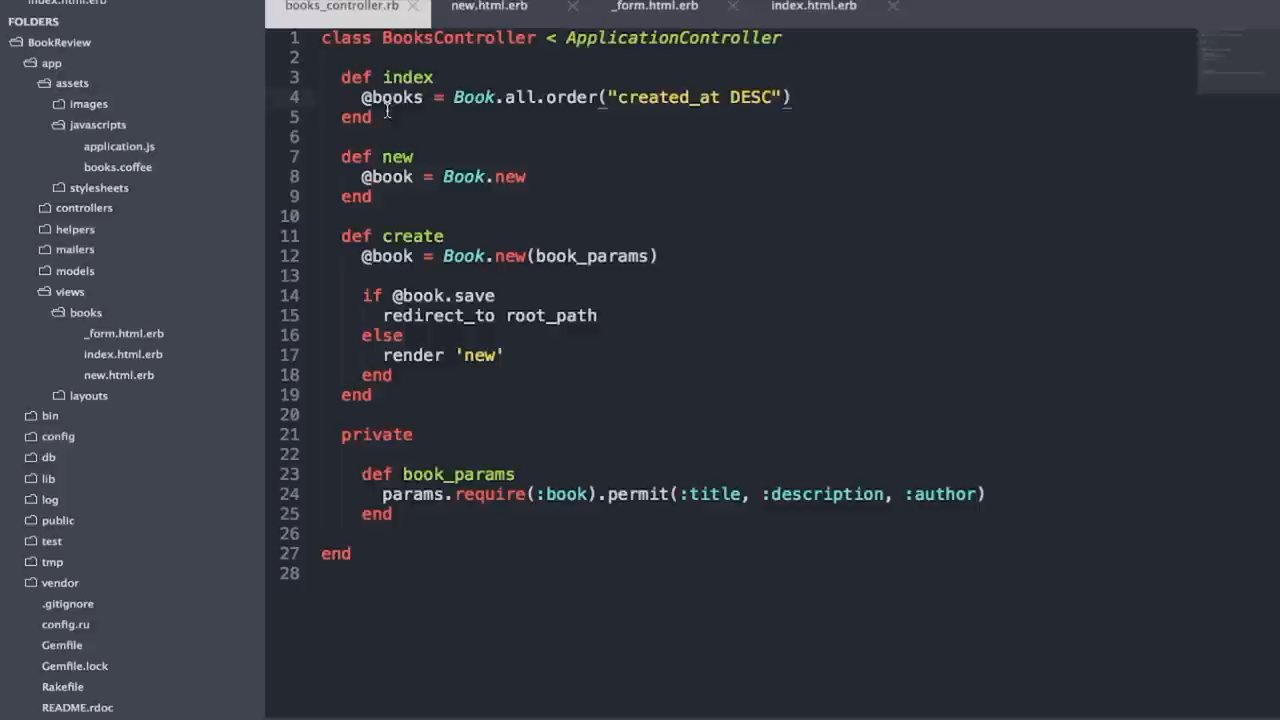 index.html.erb
FOLDERS
BookReview
app
assets
images
javascripts
application.js
books.coffee
stylesheets
controllers
helpers
mailers
models
views
books
_form.html.erb
index.html.erb
new.html.erb
layouts
bin
config
db
lib
log
public
test
tmp
vendor
.gitignore
config.ru
Gemfile
Gemfile.lock
Rakefile
README.rdoc
books_controller.rb new.html.erb _form.html.erb index.html.erb
1 class BooksController < ApplicationController
2
3 def index
4 @books = Book.all.order("created_at DESC")
5 end
6
7 def new
8 @book = Book.new
9 end
10
11 def create
12 @book = Book.new(book_params)
13
14 if @book.save
15 redirect_to root_path
16 else
17 render 'new'
18 end
19 end
20
21 private
22
23 def book_params
24 params.require(:book).permit(:title, :description, :author)
25 end
26
27 end
28